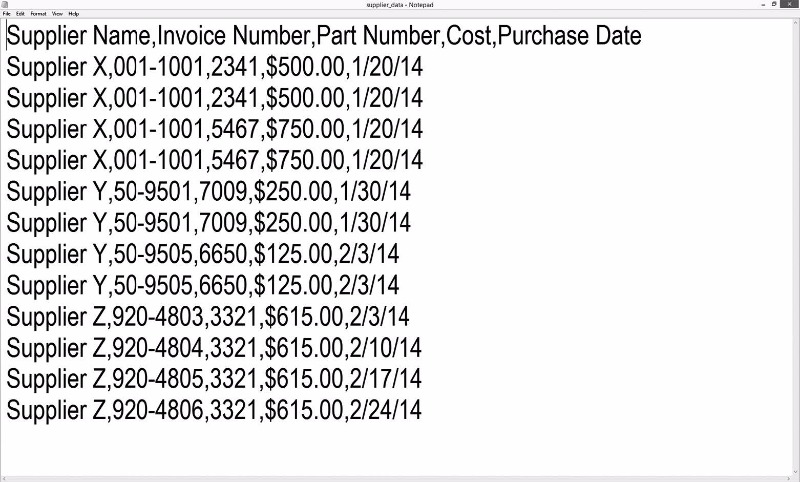 supplier_data - Notepad
File Edit Format View Help
Supplier Name,Invoice Number,Part Number,Cost,Purchase Date
Supplier X,001-1001,2341,$500.00,1/20/14
Supplier X,001-1001,2341,$500.00,1/20/14
Supplier X,001-1001,5467,$750.00,1/20/14
Supplier X,001-1001,5467,$750.00,1/20/14
Supplier Y,50-9501,7009,$250.00,1/30/14
Supplier Y,50-9501,7009,$250.00,1/30/14
Supplier Y,50-9505,6650,$125.00,2/3/14
Supplier Y,50-9505,6650,$125.00,2/3/14
Supplier Z,920-4803,3321,$615.00,2/3/14
Supplier Z,920-4804,3321,$615.00,2/10/14
Supplier Z,920-4805,3321,$615.00,2/17/14
Supplier Z,920-4806,3321,$615.00,2/24/14